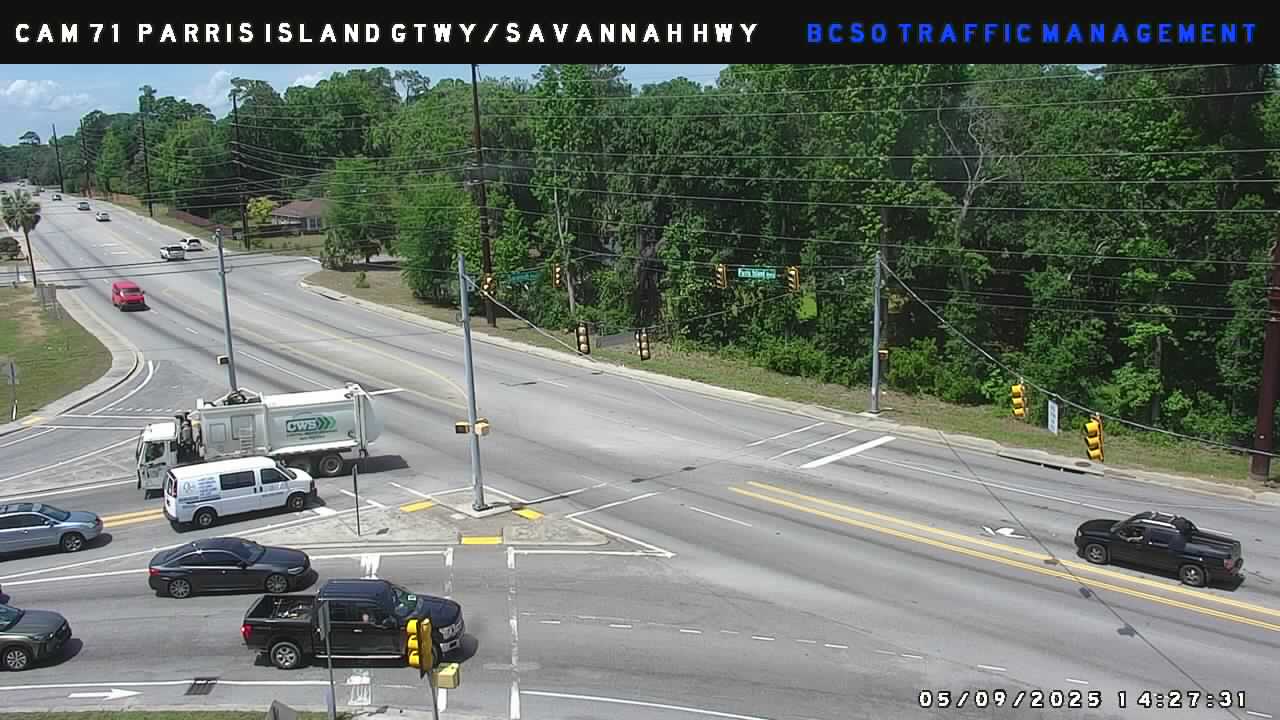 CAM 71 PARRIS ISLAND GTWY/SAVANNAH HWY
BCSO TRAFFIC MANAGEMENT
CWS
05/09/2025 14:27:31